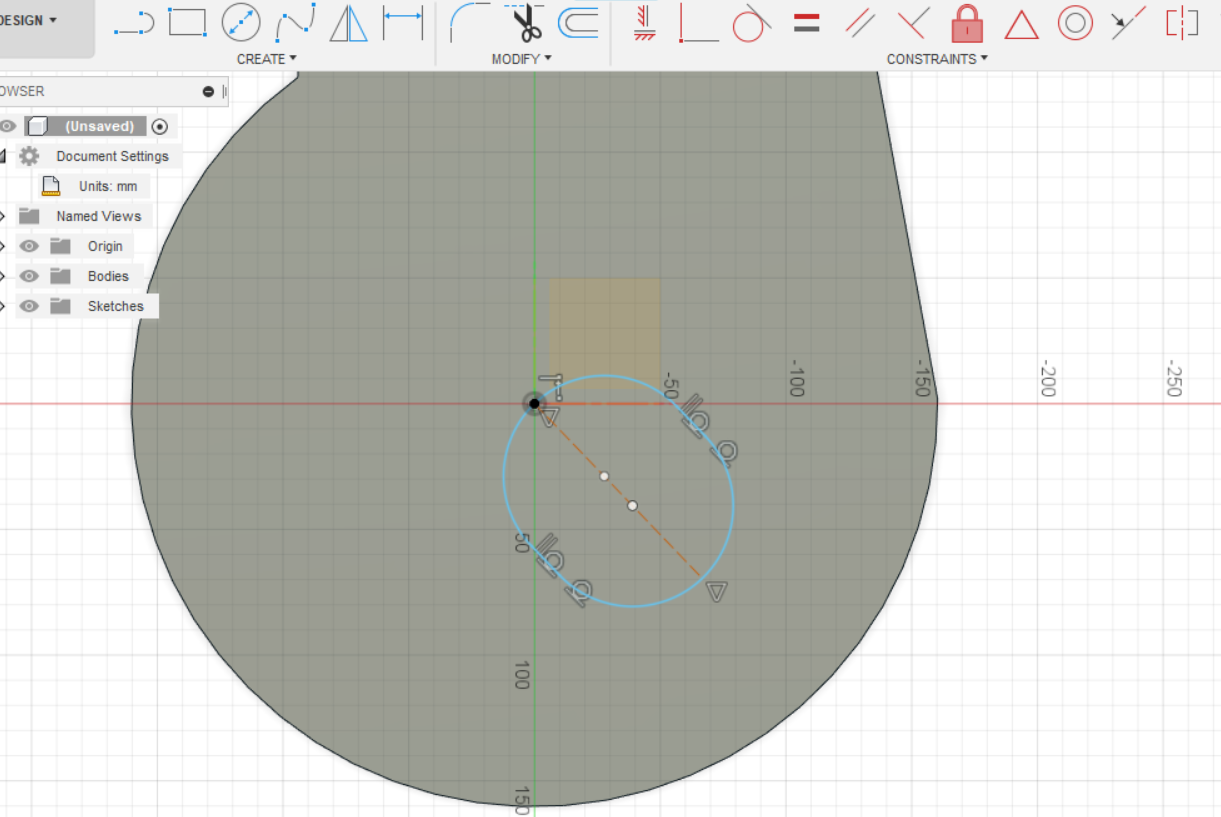 DESIGN
CREATE
MODIFY
CONSTRAINTS
OWSER
(Unsaved)
Document Settings
Units: mm
Named Views
Origin
Bodies
Sketches
-50
-100
-150
-200
-250
50
100
150